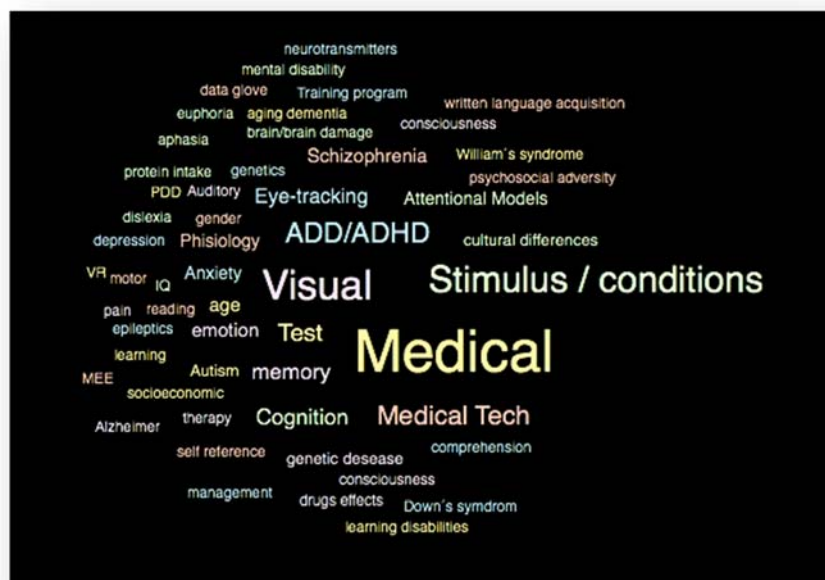 neurotransmitters
mental disability
data glove Training program
written language acquisition
euphoria aging dementia
consciousness
brain/brain damage
aphasia
Schizophrenia William´s syndrome
protein intake genetics
psychosocial adversity
PDD Auditory Eye-tracking Attentional Models
dislexia gender
depression Phisiology ADD/ADHD cultural differences
VR motor IQ Anxiety Visual Stimulus / conditions
pain reading age
epileptics emotion Test
Medical
learning
MEE Autism memory
socioeconomic
Alzheimer therapy Cognition Medical Tech
self reference genetic desease comprehension
consciousness
management drugs effects Down´s symdrom
learning disabilities